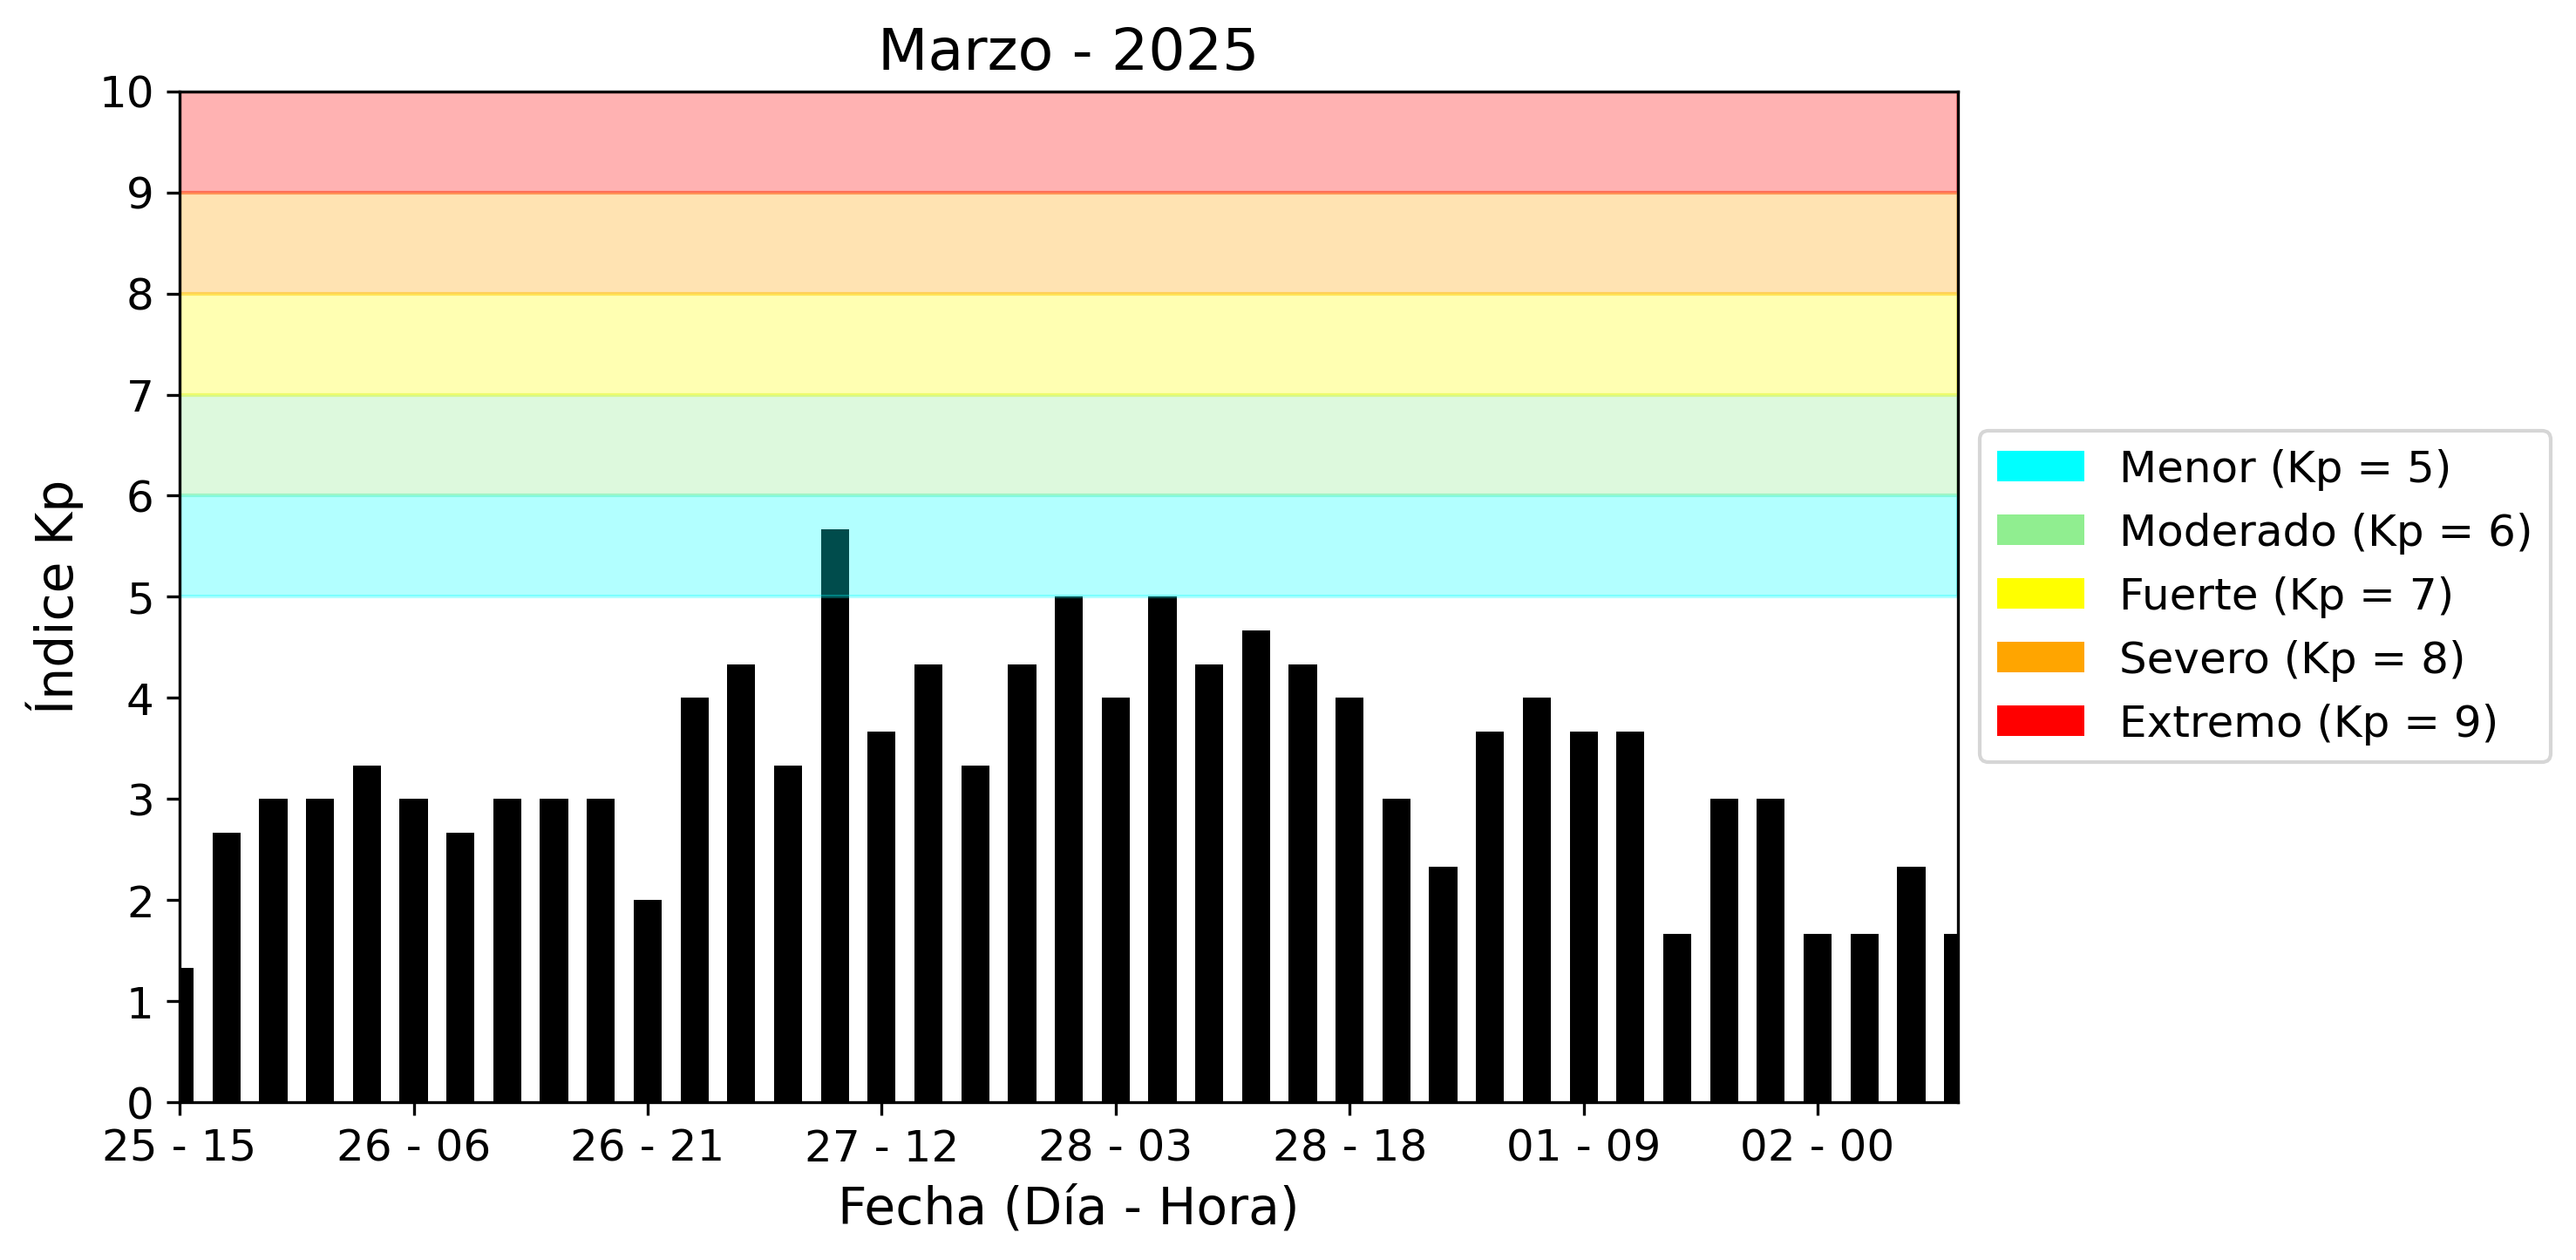 Marzo - 2025
10
9
8
7
6
5
4
3
2
1
0
Índice Kp
25 - 15
26 - 06
26 - 21
27 - 12
28 - 03
28 - 18
01 - 09
02 - 00
Fecha (Día - Hora)
Menor (Kp = 5)
Moderado (Kp = 6)
Fuerte (Kp = 7)
Severo (Kp = 8)
Extremo (Kp = 9)